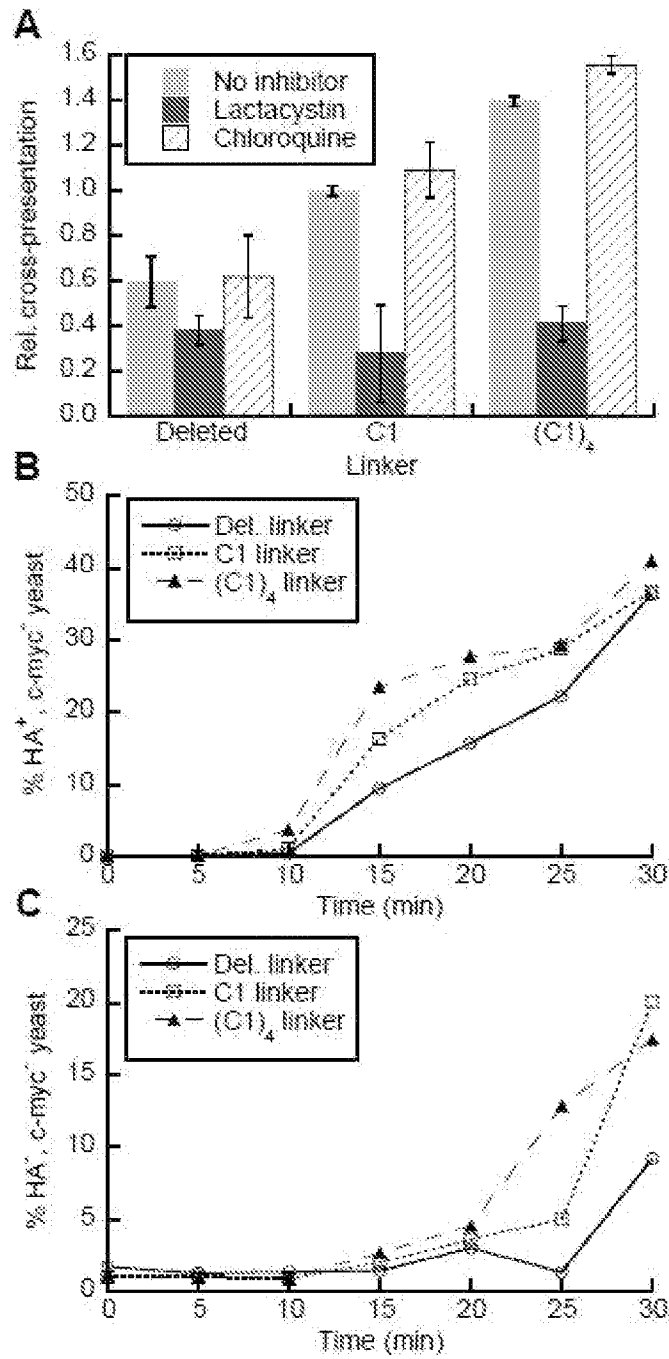 A
Rel. cross-presentation
1.6
1.4
1.2
1.0
0.8
0.6
0.4
0.2
0.0
No inhibitor
Lactacystin
Chloroquine
Deleted
C1
(C1)₄
Linker
B
% HA⁺, c-myc⁻ yeast
50
40
30
20
10
0
Del. linker
C1 linker
(C1)₄ linker
0 5 10 15 20 25 30
Time (min)
C
% HA⁻, c-myc⁻ yeast
25
20
15
10
5
0
Del. linker
C1 linker
(C1)₄ linker
0 5 10 15 20 25 30
Time (min)